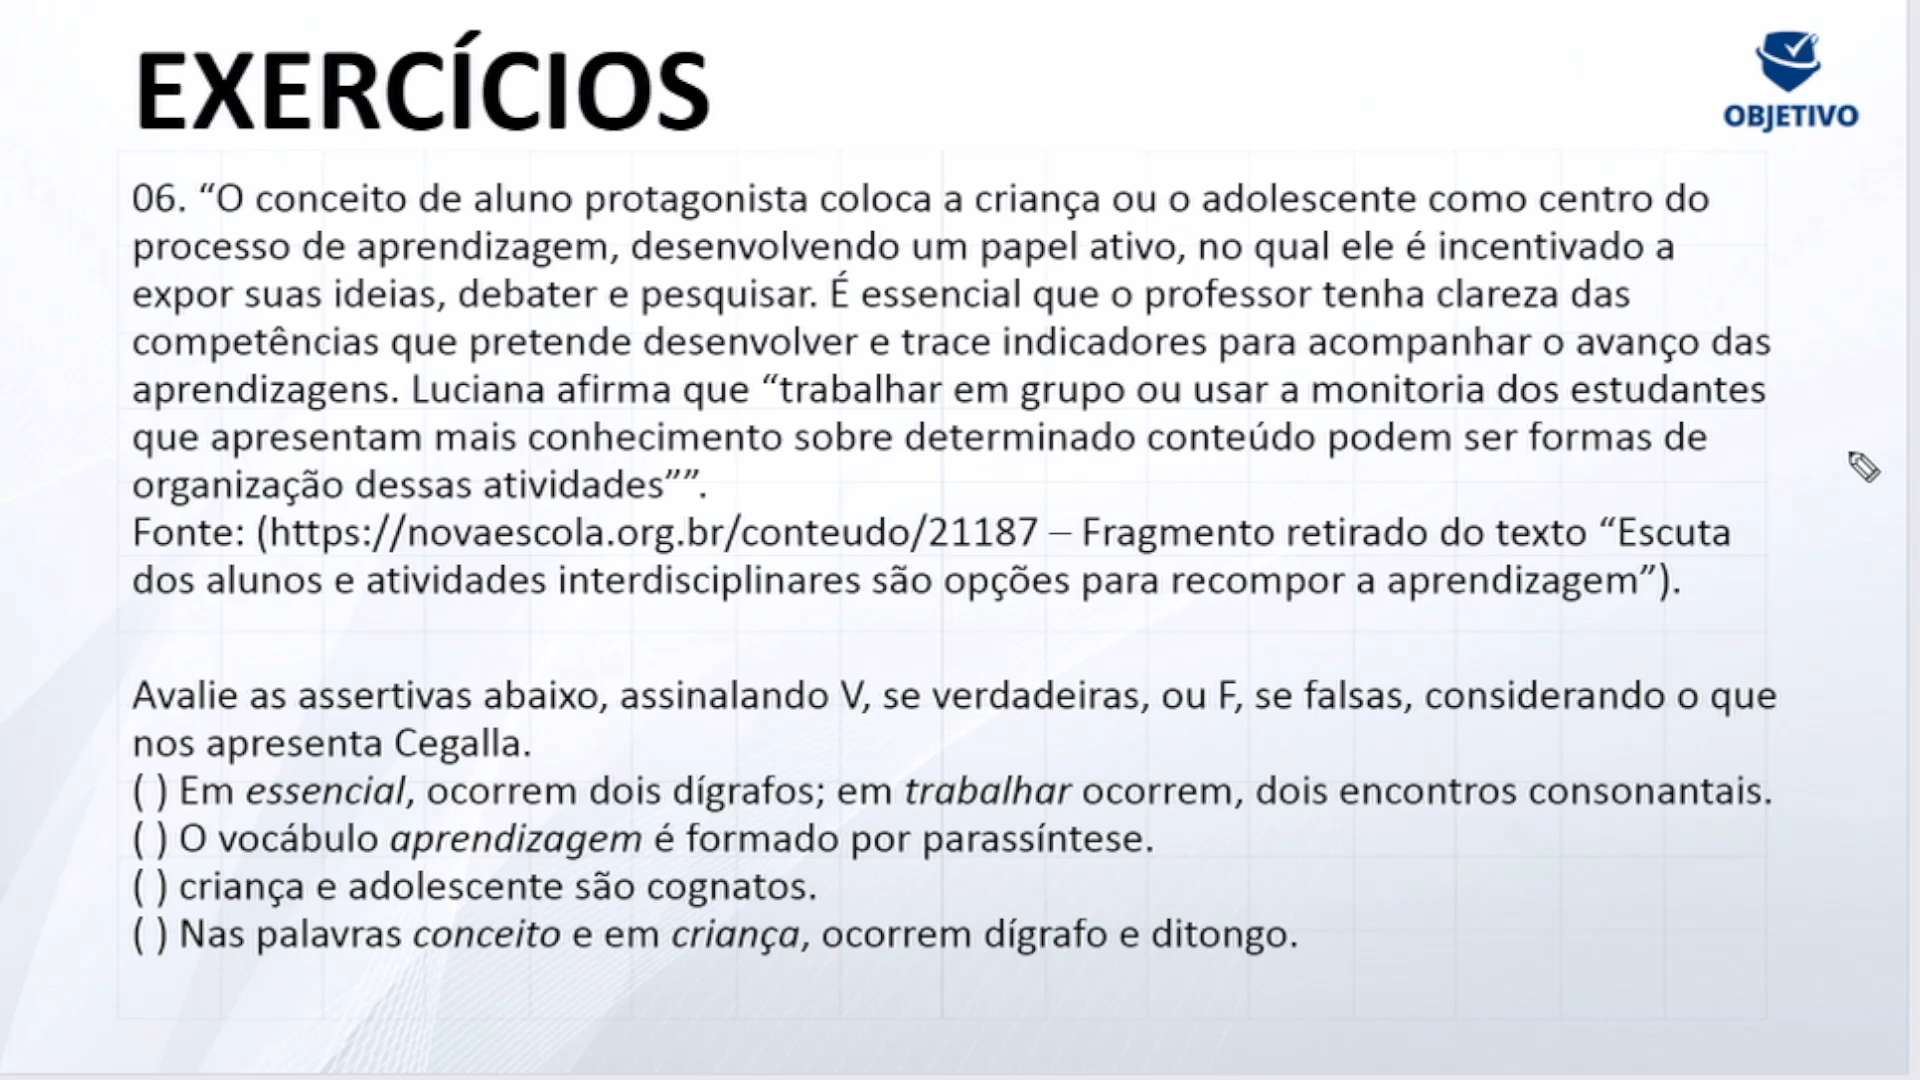 EXERCÍCIOS
OBJETIVO
06. “O conceito de aluno protagonista coloca a criança ou o adolescente como centro do
processo de aprendizagem, desenvolvendo um papel ativo, no qual ele é incentivado a
expor suas ideias, debater e pesquisar. É essencial que o professor tenha clareza das
competências que pretende desenvolver e trace indicadores para acompanhar o avanço das
aprendizagens. Luciana afirma que “trabalhar em grupo ou usar a monitoria dos estudantes
que apresentam mais conhecimento sobre determinado conteúdo podem ser formas de
organização dessas atividades””.
Fonte: (https://novaescola.org.br/conteudo/21187 – Fragmento retirado do texto “Escuta
dos alunos e atividades interdisciplinares são opções para recompor a aprendizagem”).
Avalie as assertivas abaixo, assinalando V, se verdadeiras, ou F, se falsas, considerando o que
nos apresenta Cegalla.
( ) Em essencial, ocorrem dois dígrafos; em trabalhar ocorrem, dois encontros consonantais.
( ) O vocábulo aprendizagem é formado por parassíntese.
( ) criança e adolescente são cognatos.
( ) Nas palavras conceito e em criança, ocorrem dígrafo e ditongo.